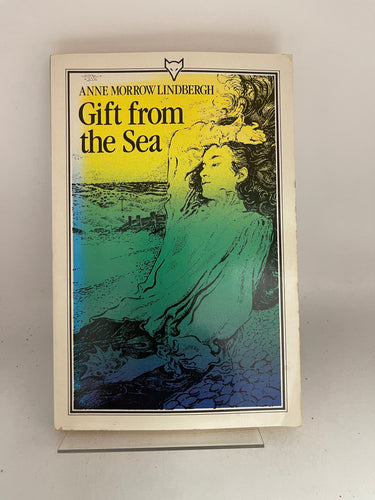 ANNE MORROW LINDBERGH
Gift from
the Sea